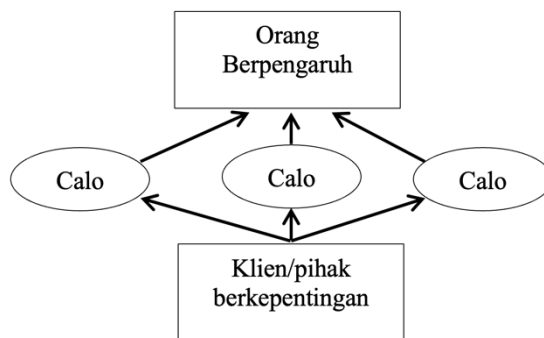 Orang
Berpengaruh
Calo
Calo
Calo
Klien/pihak
berkepentingan